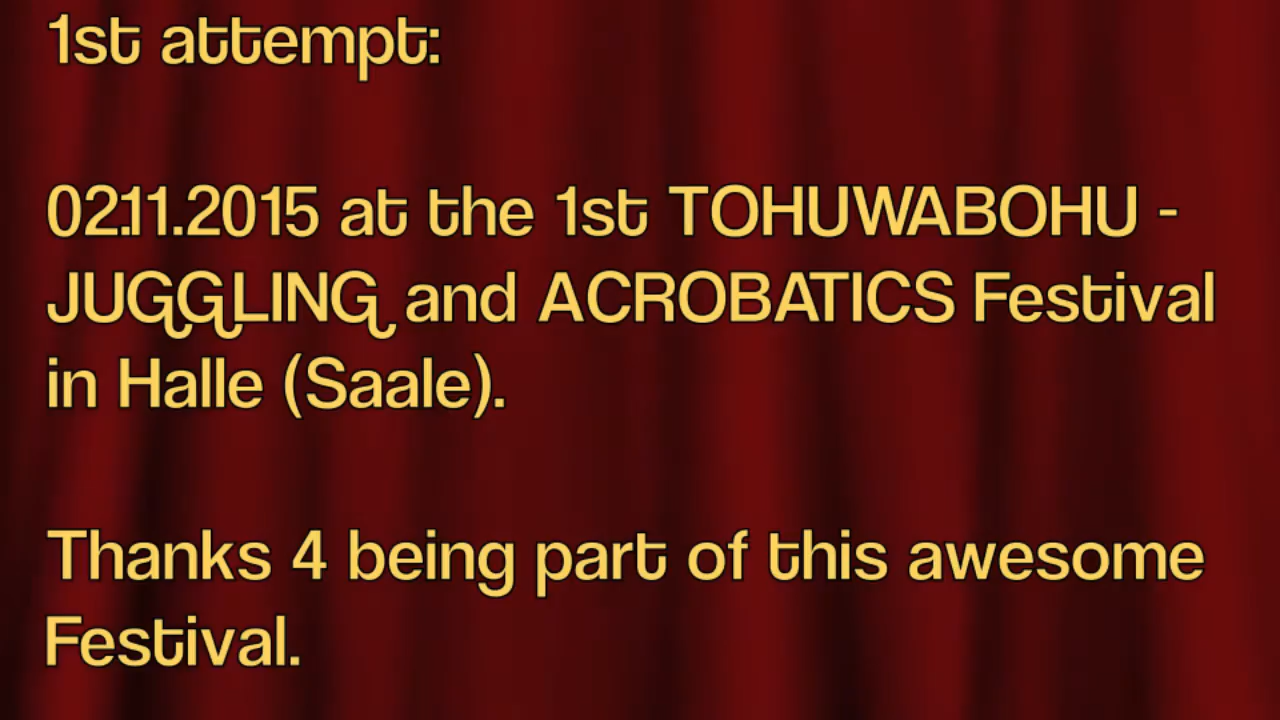 1st attempt:
02.11.2015 at the 1st TOHUWABOHU -
JUGGLING and ACROBATICS Festival
in Halle (Saale).
Thanks 4 being part of this awesome
Festival.